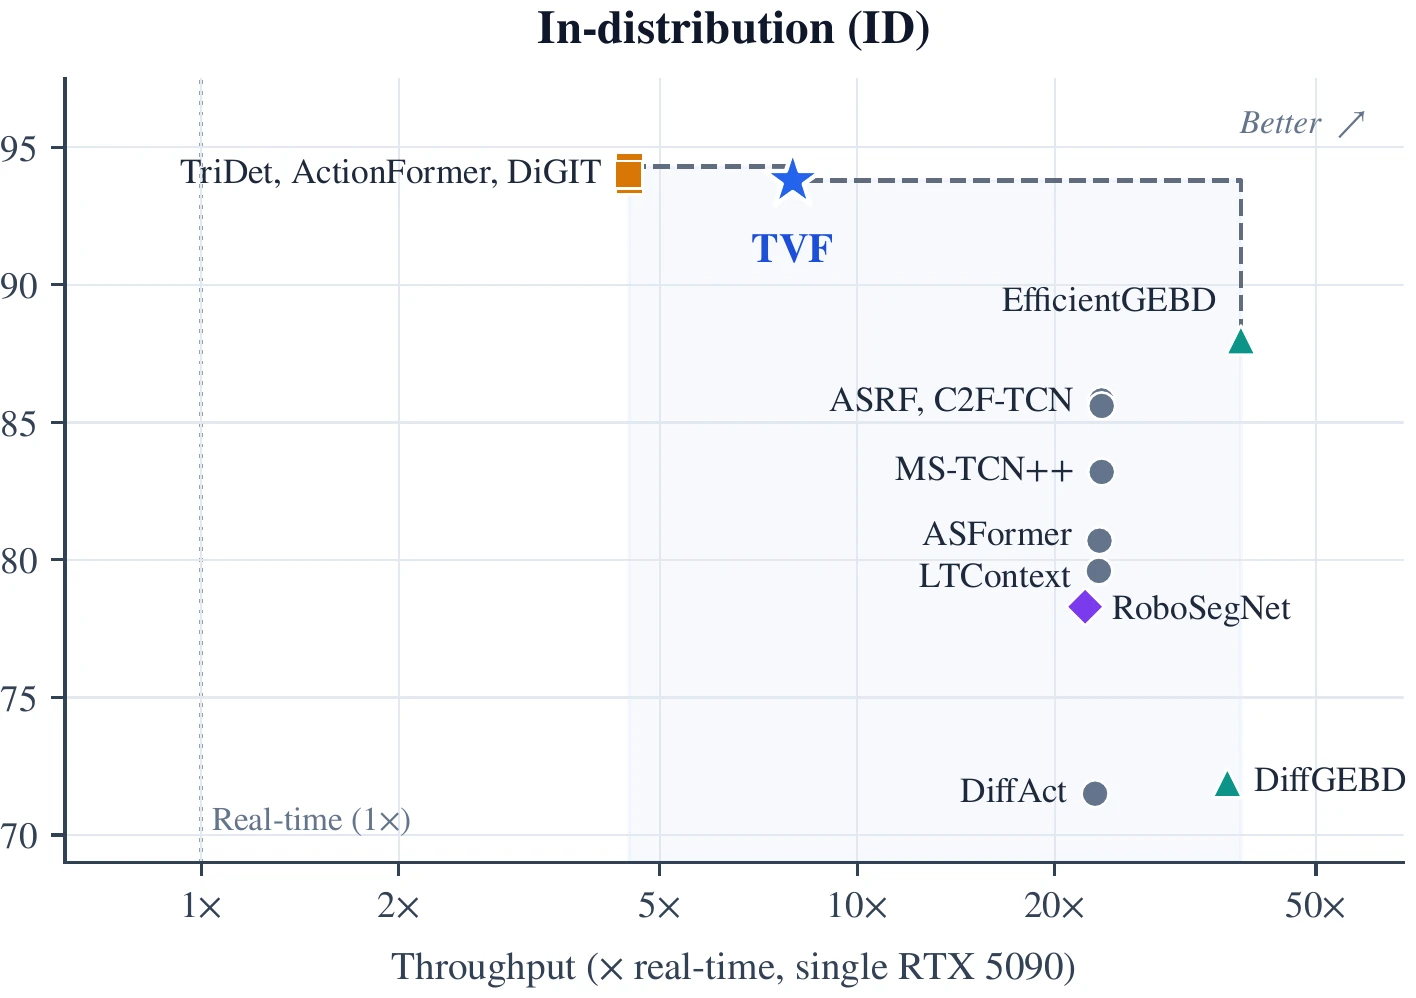 In-distribution (ID)
Better ↗
95
TriDet, ActionFormer, DiGIT
TVF
90
EfficientGEBD
ASRF, C2F-TCN
85
MS-TCN++
ASFormer
80
LTContext
RoboSegNet
75
DiffAct
DiffGEBD
Real-time (1×)
70
1× 2× 5× 10× 20× 50×
Throughput (× real-time, single RTX 5090)